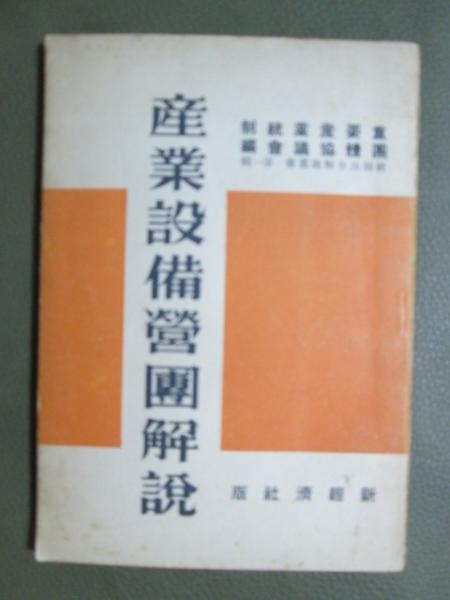 重要産業統制
團體協議會編
産業設備營團解説
新經濟社版